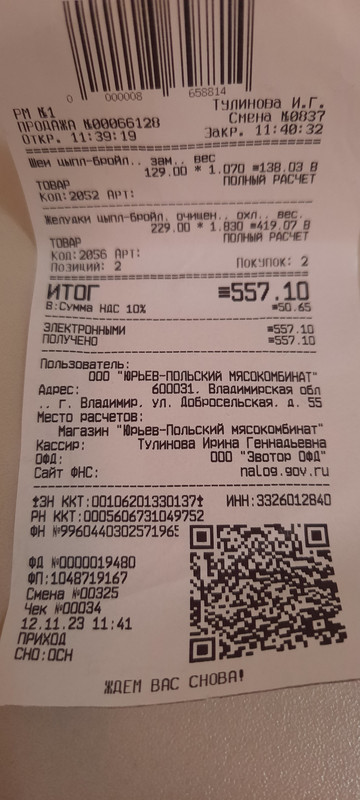 0 000008 658814
РМ №1 ТУЛИНОВА И.Г.
ПРОДАЖА №00066128 Смена №0837
Откр. 11:39:19 Закр. 11:40:32
Шеи цыпл-бройл., зам., вес
129.00 * 1.070 ≡138.03 В
ТОВАР ПОЛНЫЙ РАСЧЕТ
Код:2052 Арт:
Желудки цыпл-бройл. очищен., охл., вес.
229.00 * 1.830 ≡419.07 В
ТОВАР ПОЛНЫЙ РАСЧЕТ
Код:2056 Арт:
Позиций: 2 Покупок: 2
ИТОГ ≡557.10
В:Сумма НДС 10% ≡50.65
ЭЛЕКТРОННЫМИ ≡557.10
ПОЛУЧЕНО ≡557.10
Пользователь:
ООО "ЮРЬЕВ-ПОЛЬСКИЙ МЯСОКОМБИНАТ"
Адрес: 600031, Владимирская обл
., г. Владимир, ул. Добросельская, д. 55
Место расчетов:
Магазин "Юрьев-Польский мясокомбинат"
Кассир: Тулинова Ирина Геннадьевна
ОФД: ООО "Эвотор ОФД"
Сайт ФНС: nalog.gov.ru
ЗН ККТ:00106201330137 ИНН:3326012840
РН ККТ:0005606731049752
ФН №9960440302571965
ФД №0000019480
ФП:1048719167
Смена №00325
Чек №00034
12.11.23 11:41
ПРИХОД
СНО:ОСН
ЖДЕМ ВАС СНОВА!